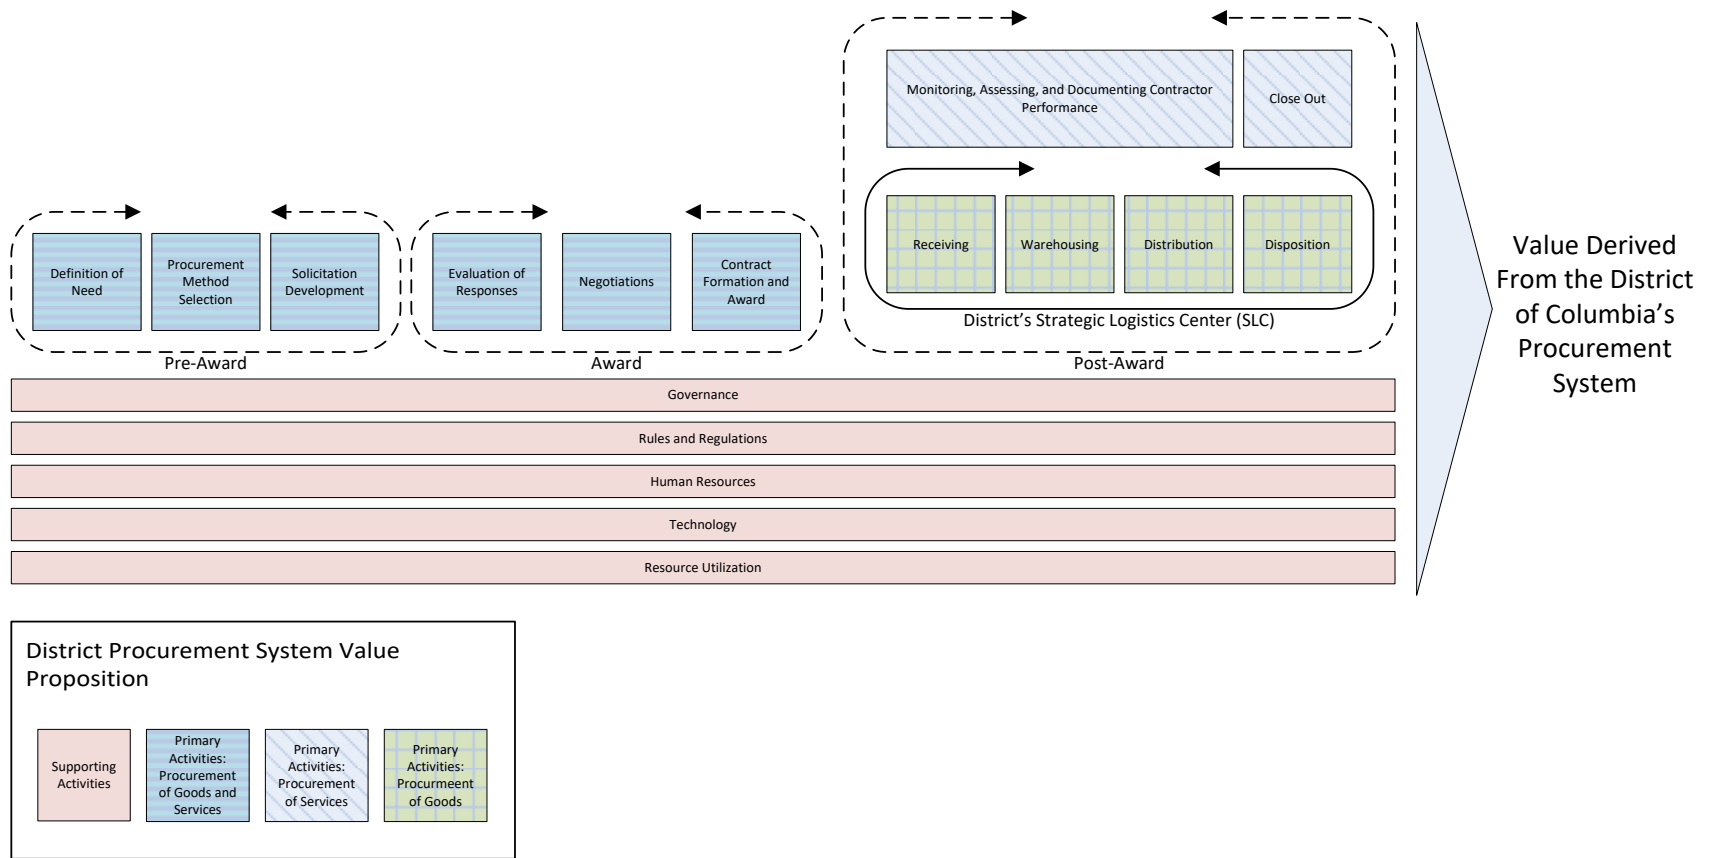 Monitoring, Assessing, and Documenting Contractor
Performance
Close Out
Receiving
Warehousing
Distribution
Disposition
District’s Strategic Logistics Center (SLC)
Definition of
Need
Procurement
Method
Selection
Solicitation
Development
Evaluation of
Responses
Negotiations
Contract
Formation and
Award
Pre-Award
Award
Post-Award
Governance
Rules and Regulations
Human Resources
Technology
Resource Utilization
Value Derived
From the District
of Columbia’s
Procurement
System
District Procurement System Value
Proposition
Supporting
Activities
Primary
Activities:
Procurement
of Goods and
Services
Primary
Activities:
Procurement
of Services
Primary
Activities:
Procurmeent
of Goods